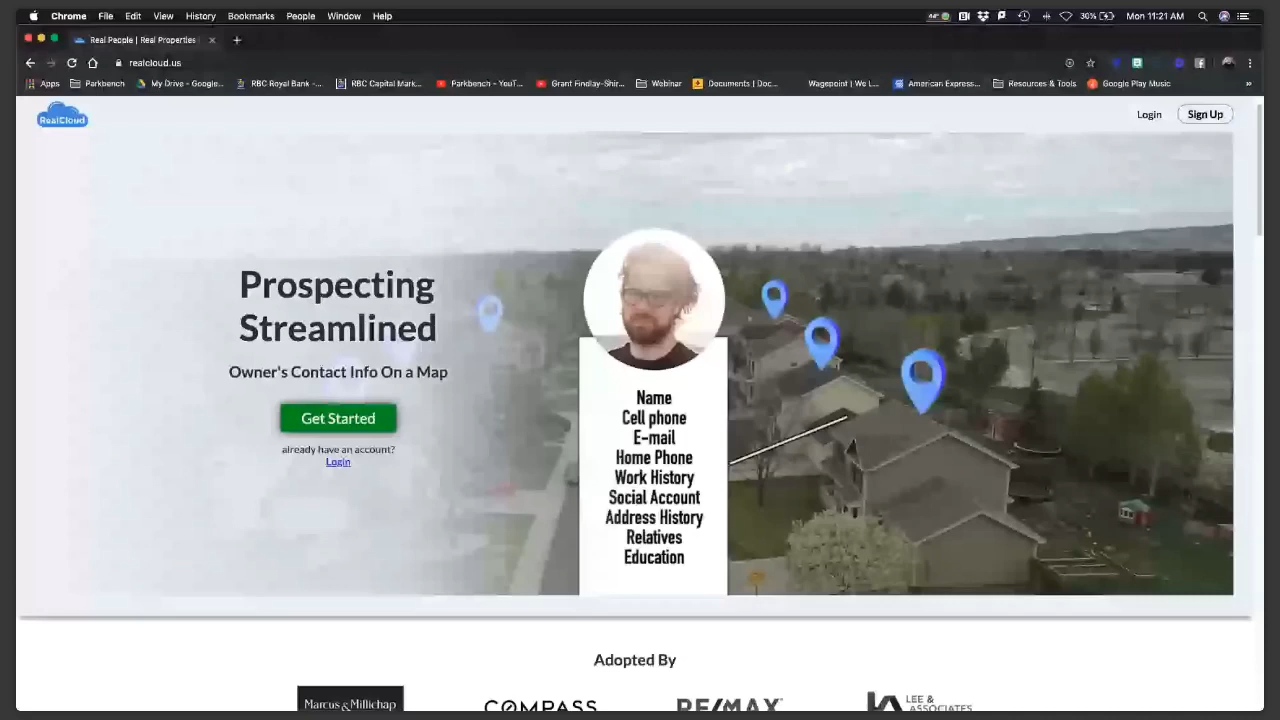 Chrome File Edit View History Bookmarks People Window Help
30% Mon 11:21 AM
Real People | Real Properties
realcloud.us
Apps Parkbench My Drive - Google... RBC Royal Bank -... RBC Capital Mark... Parkbench - YouT... Grant Findlay-Shir... Webinar Documents | Doc... Wagepoint | We L... American Express... Resources & Tools Google Play Music »
RealCloud
Login Sign Up
Prospecting
Streamlined
Owner's Contact Info On a Map
Get Started
already have an account?
Login
Name
Cell phone
E-mail
Home Phone
Work History
Social Account
Address History
Relatives
Education
Adopted By
Marcus & Millichap COMPASS RE/MAX LEE &
ASSOCIATES